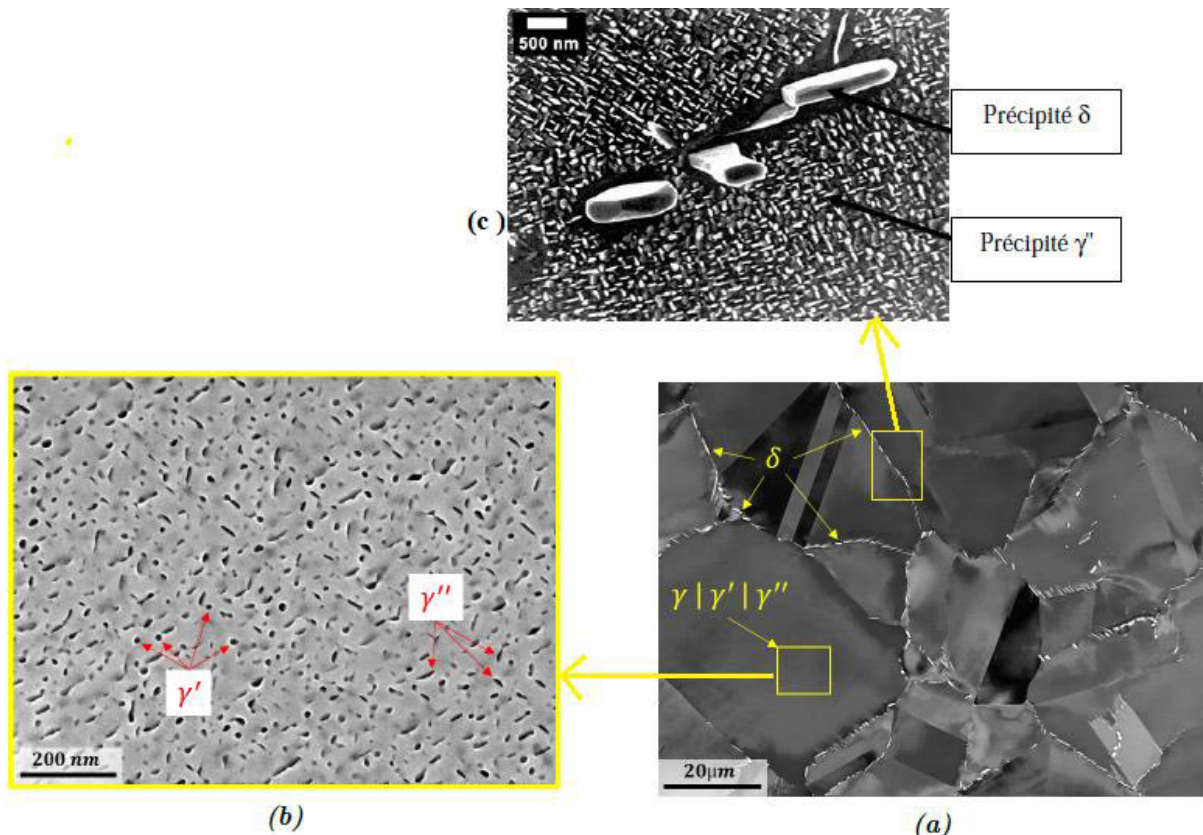 500 nm
Précipité δ
(c )
Précipité γ"
δ
γ | γ′ | γ′′
γ′′
γ′
200 nm
20μm
(b)
(a)